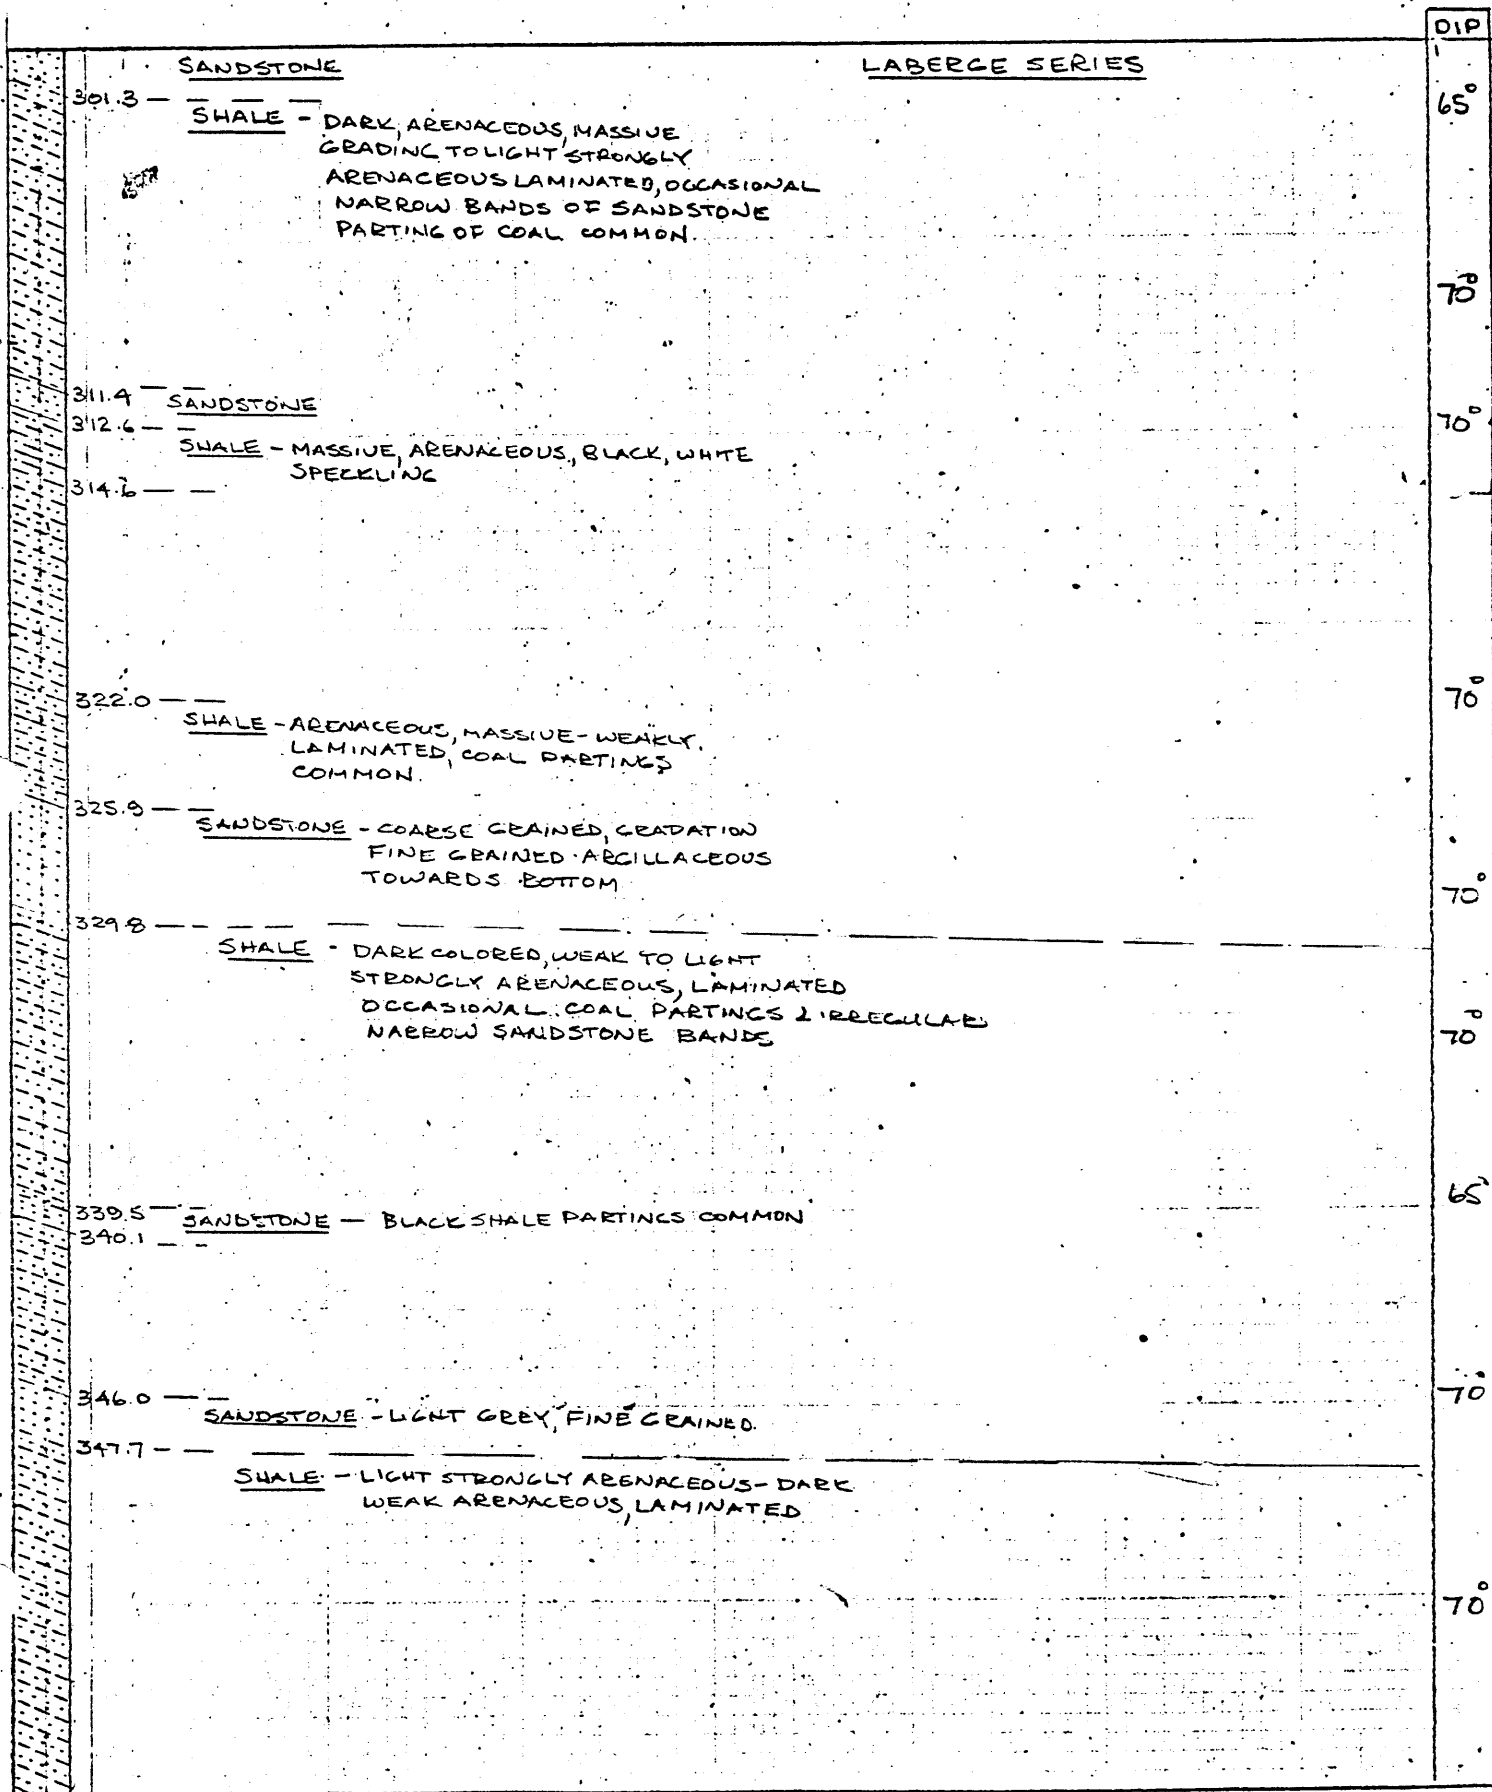 DIP
SANDSTONE
LABERGE SERIES
301.3
65°
SHALE - DARK, ARENACEOUS, MASSIVE
GRADING TO LIGHT STRONGLY
ARENACEOUS LAMINATED, OCCASIONAL
NARROW BANDS OF SANDSTONE
PARTING OF COAL COMMON
70°
311.4 SANDSTONE
312.6
70°
SHALE - MASSIVE, ARENACEOUS, BLACK, WHITE
SPECKLING
314.6
322.0
70°
SHALE - ARENACEOUS, MASSIVE - WEAKLY
LAMINATED, COAL PARTINGS
COMMON.
325.9
SANDSTONE - COARSE GRAINED, GRADATION
FINE GRAINED ARGILLACEOUS
TOWARDS BOTTOM
70°
329.8
SHALE - DARK COLORED, WEAK TO LIGHT
STRONGLY ARENACEOUS, LAMINATED
OCCASIONAL COAL PARTINGS & IRREGULAR
NARROW SANDSTONE BANDS
70°
65°
339.5 SANDSTONE - BLACK SHALE PARTINGS COMMON
340.1
346.0
70
SANDSTONE - LIGHT GREY, FINE GRAINED.
347.7
SHALE - LIGHT STRONGLY ARENACEOUS - DARK
WEAK ARENACEOUS, LAMINATED
70°